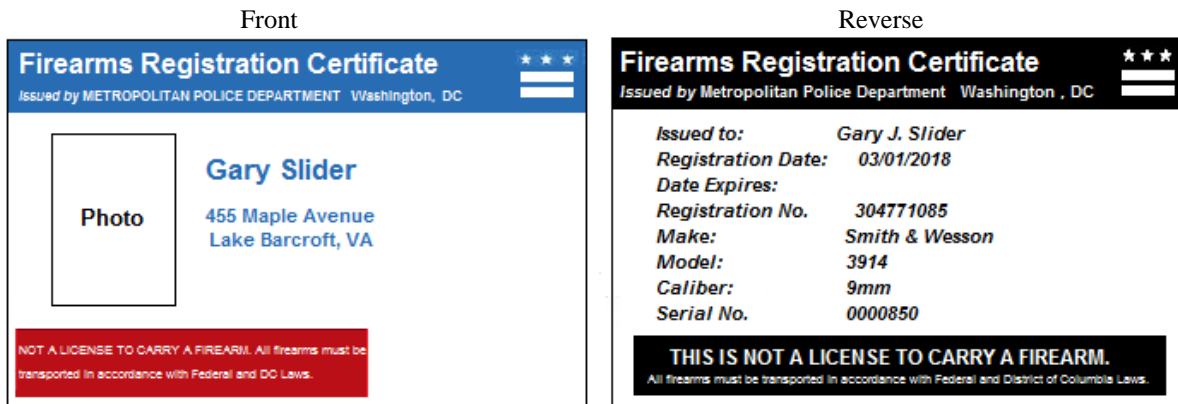 Front
Firearms Registration Certificate
Issued by METROPOLITAN POLICE DEPARTMENT Washington, DC
Photo
Gary Slider
455 Maple Avenue
Lake Barcroft, VA
NOT A LICENSE TO CARRY A FIREARM. All firearms must be
transported in accordance with Federal and DC Laws.
Reverse
Firearms Registration Certificate
Issued by Metropolitan Police Department Washington , DC
Issued to: Gary J. Slider
Registration Date: 03/01/2018
Date Expires:
Registration No. 304771085
Make: Smith & Wesson
Model: 3914
Caliber: 9mm
Serial No. 0000850
THIS IS NOT A LICENSE TO CARRY A FIREARM.
All firearms must be transported in accordance with Federal and District of Columbia Laws.